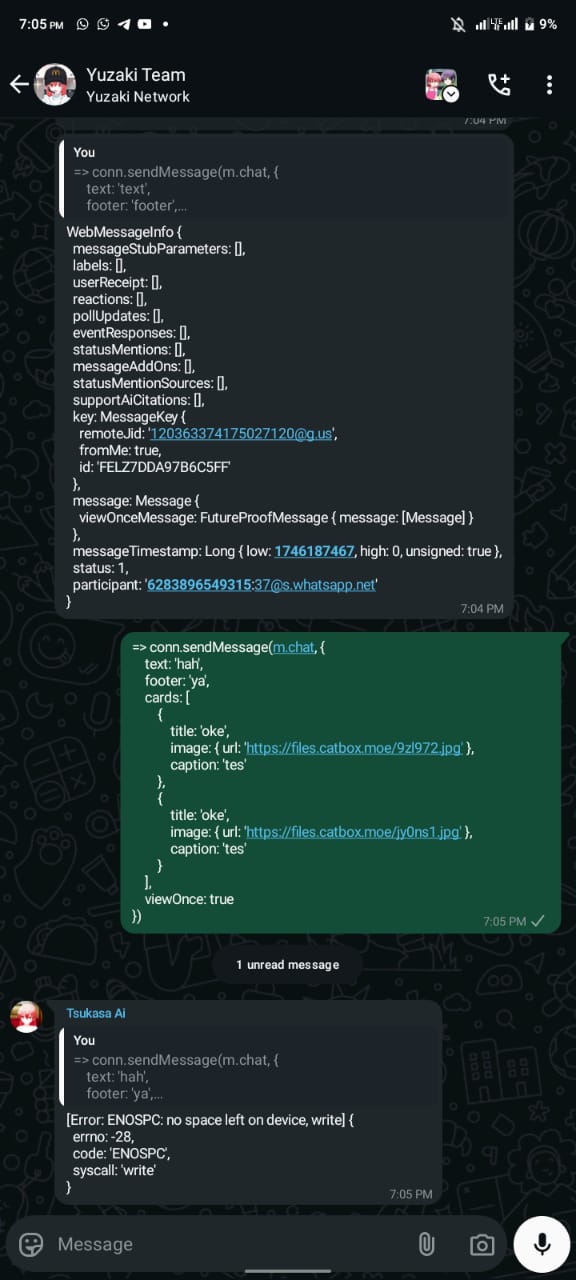 7:05 PM
9%
Yuzaki Team
Yuzaki Network
7:04 PM
You
=> conn.sendMessage(m.chat, {
text: 'text',
footer: 'footer',...
WebMessageInfo {
messageStubParameters: [],
labels: [],
userReceipt: [],
reactions: [],
pollUpdates: [],
eventResponses: [],
statusMentions: [],
messageAddOns: [],
statusMentionSources: [],
supportAiCitations: [],
key: MessageKey {
remoteJid: '120363374175027120@g.us',
fromMe: true,
id: 'FELZ7DDA97B6C5FF'
},
message: Message {
viewOnceMessage: FutureProofMessage { message: [Message] }
},
messageTimestamp: Long { low: 1746187467, high: 0, unsigned: true },
status: 1,
participant: '6283896549315:37@s.whatsapp.net'
}
7:04 PM
=> conn.sendMessage(m.chat, {
text: 'hah',
footer: 'ya',
cards: [
{
title: 'oke',
image: { url: 'https://files.catbox.moe/9zl972.jpg' },
caption: 'tes'
},
{
title: 'oke',
image: { url: 'https://files.catbox.moe/jy0ns1.jpg' },
caption: 'tes'
}
],
viewOnce: true
})
7:05 PM
1 unread message
Tsukasa Ai
You
=> conn.sendMessage(m.chat, {
text: 'hah',
footer: 'ya',...
[Error: ENOSPC: no space left on device, write] {
errno: -28,
code: 'ENOSPC',
syscall: 'write'
}
7:05 PM
Message